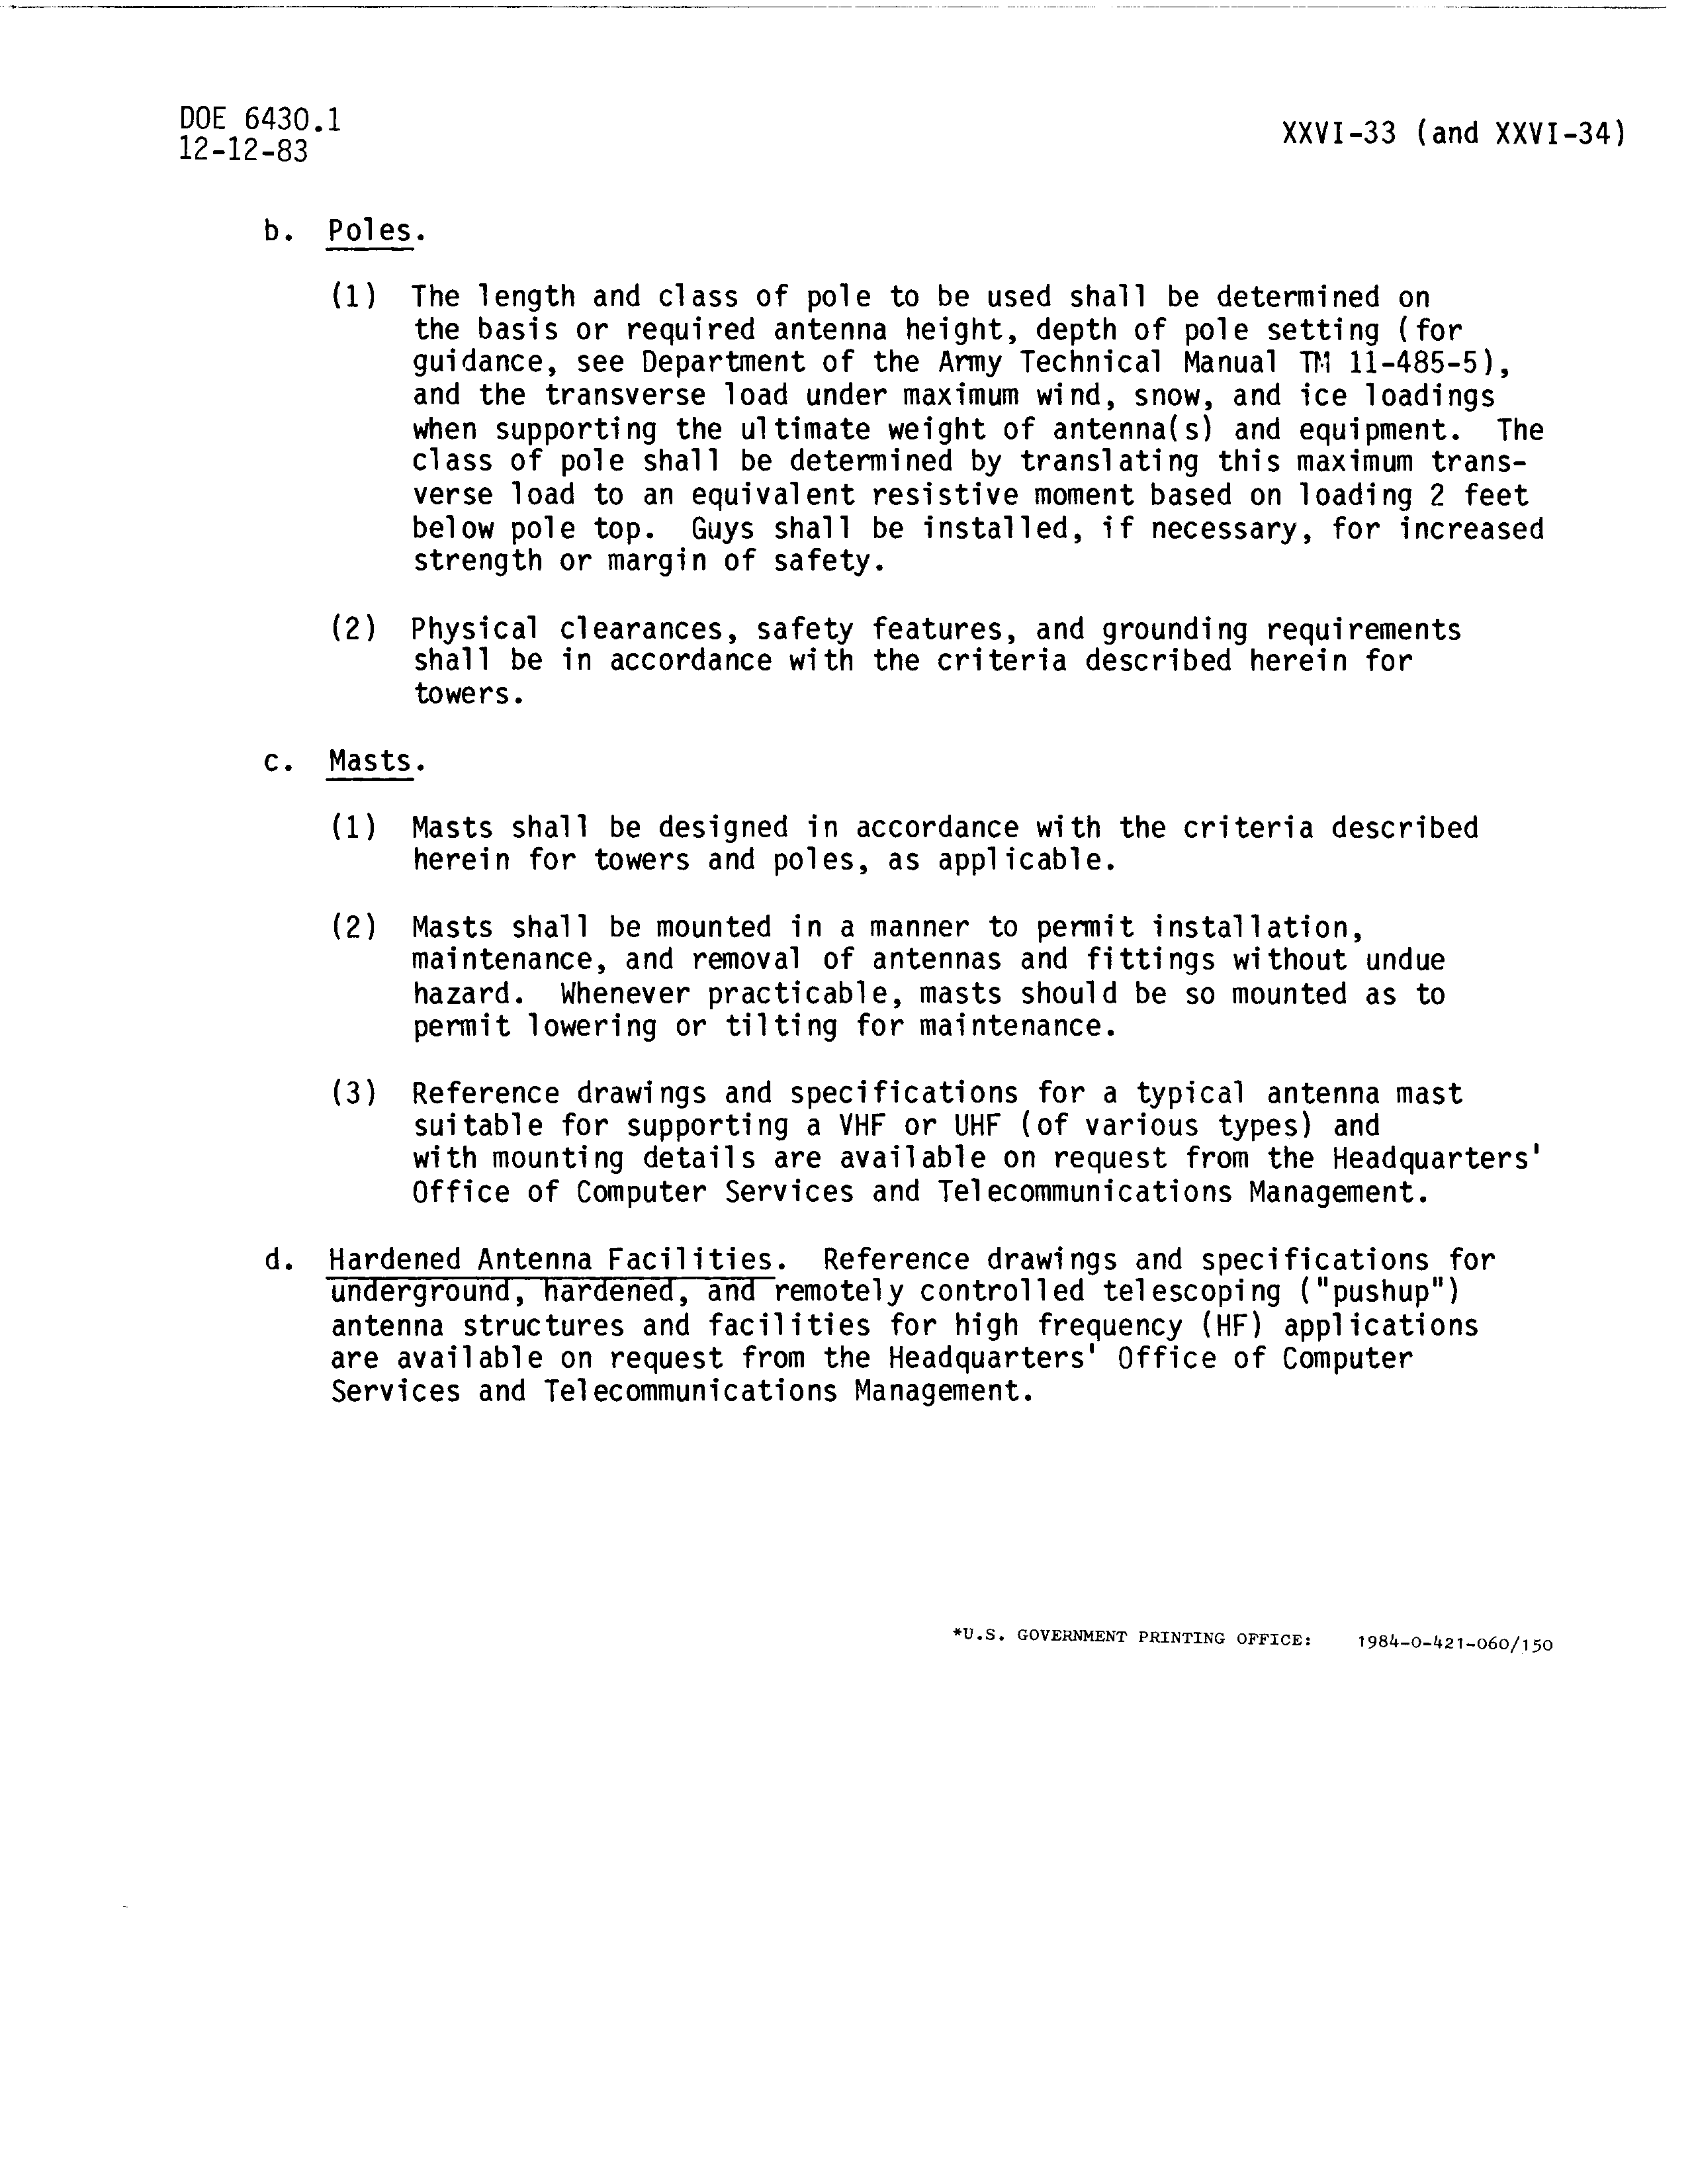 DOE 6430.1
12-12-83
XXVI-33 (and XXVI-34)
b. Poles.
(1) The length and class of pole to be used shall be determined on
the basis or required antenna height, depth of pole setting (for
guidance, see Department of the Army Technical Manual TM 11-485-5),
and the transverse load under maximum wind, snow, and ice loadings
when supporting the ultimate weight of antenna(s) and equipment. The
class of pole shall be determined by translating this maximum trans-
verse load to an equivalent resistive moment based on loading 2 feet
below pole top. Guys shall be installed, if necessary, for increased
strength or margin of safety.
(2) Physical clearances, safety features, and grounding requirements
shall be in accordance with the criteria described herein for
towers.
c. Masts.
(1) Masts shall be designed in accordance with the criteria described
herein for towers and poles, as applicable.
(2) Masts shall be mounted in a manner to permit installation,
maintenance, and removal of antennas and fittings without undue
hazard. Whenever practicable, masts should be so mounted as to
permit lowering or tilting for maintenance.
(3) Reference drawings and specifications for a typical antenna mast
suitable for supporting a VHF or UHF (of various types) and
with mounting details are available on request from the Headquarters'
Office of Computer Services and Telecommunications Management.
d. Hardened Antenna Facilities. Reference drawings and specifications for
underground, hardened, and remotely controlled telescoping ("pushup")
antenna structures and facilities for high frequency (HF) applications
are available on request from the Headquarters' Office of Computer
Services and Telecommunications Management.
*U.S. GOVERNMENT PRINTING OFFICE: 1984-0-421-060/150